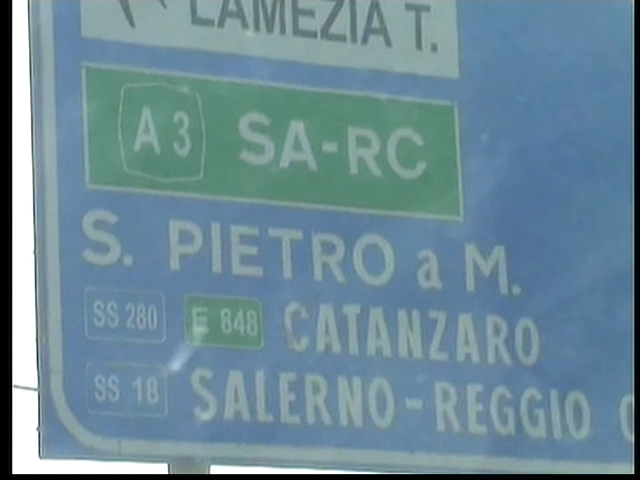 LAMEZIA T.
A 3 SA-RC
S. PIETRO a M.
SS 280 E 848 CATANZARO
SS 18 SALERNO-REGGIO C